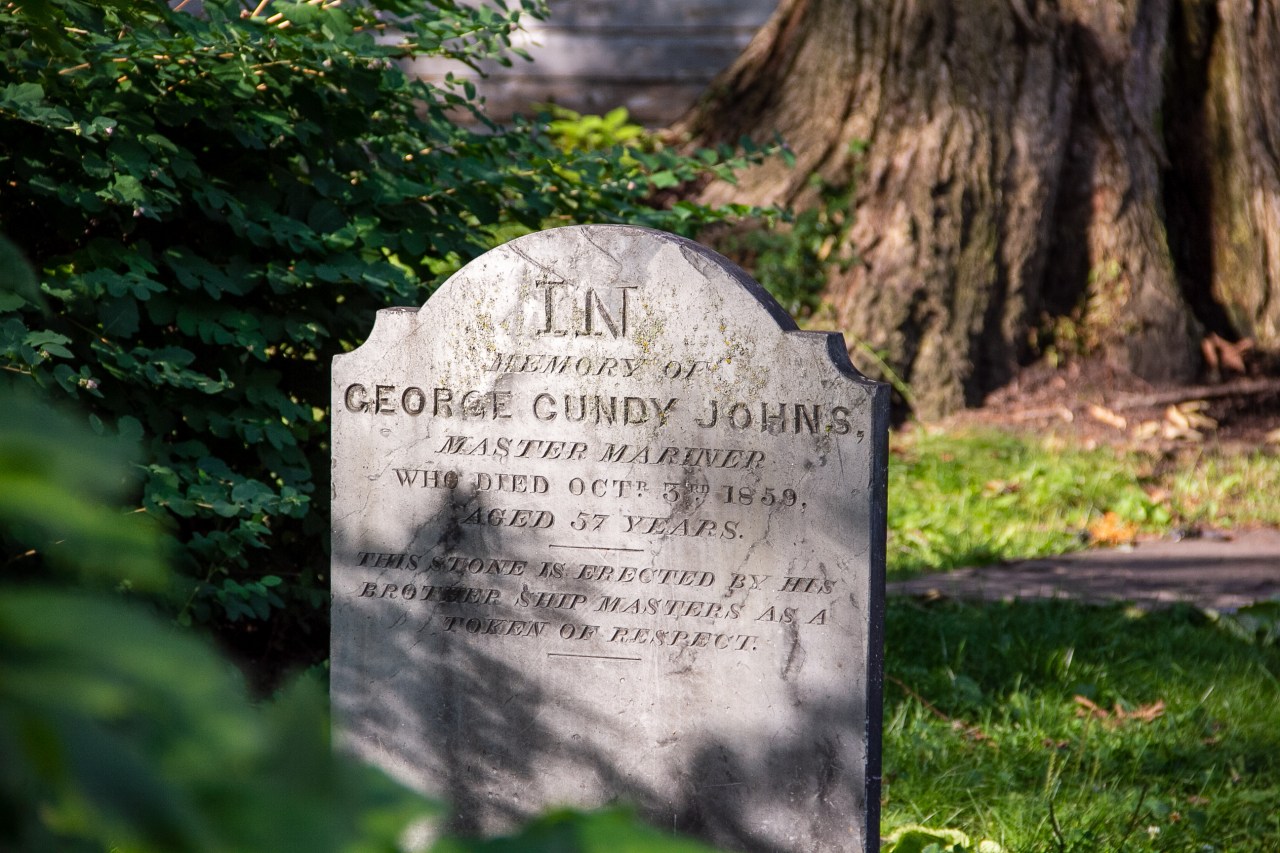 IN
MEMORY OF
GEORGE CUNDY JOHNS,
MASTER MARINER
WHO DIED OCTR. 3RD 1859,
AGED 57 YEARS.
THIS STONE IS ERECTED BY HIS
BROTHER SHIP MASTERS AS A
TOKEN OF RESPECT.